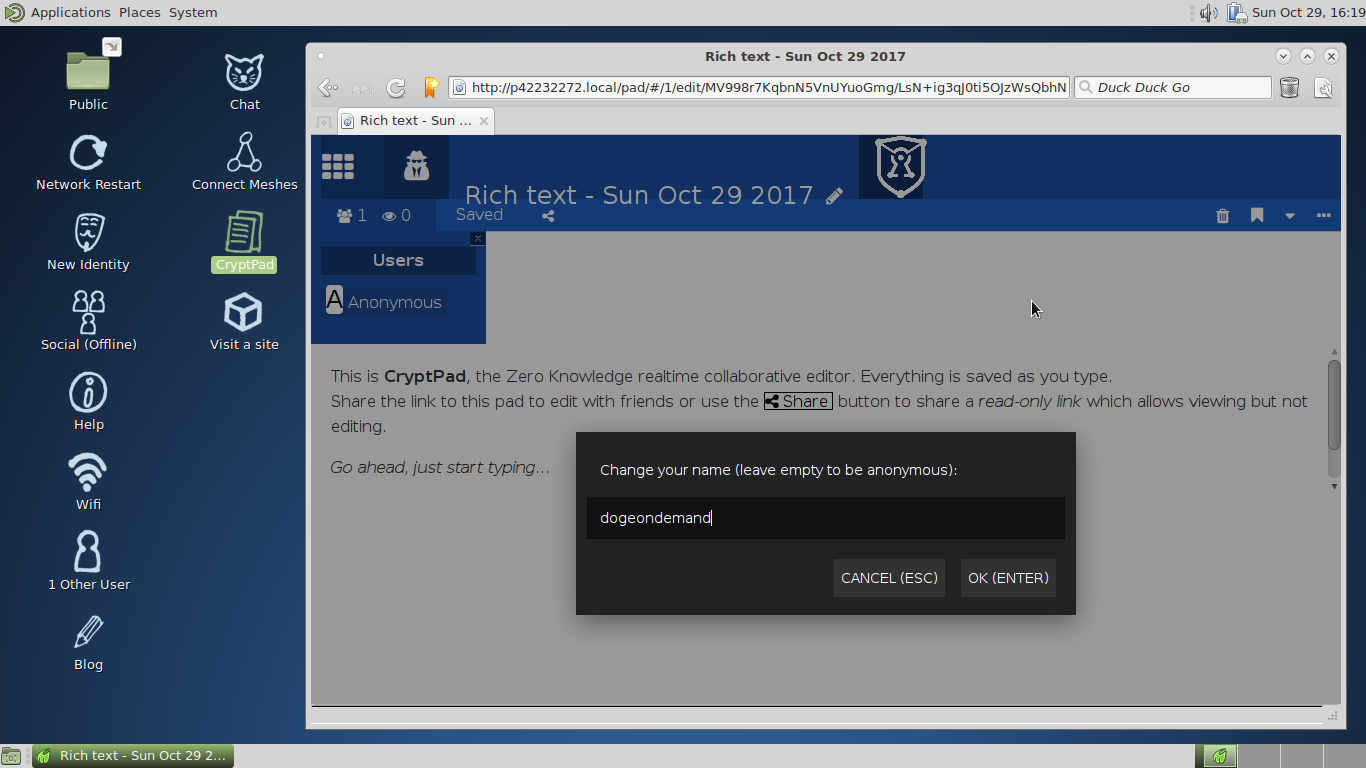 Applications Places System
Sun Oct 29, 16:19
Public
Chat
Network Restart
Connect Meshes
New Identity
CryptPad
Social (Offline)
Visit a site
Help
Wifi
1 Other User
Blog
Rich text - Sun Oct 29 2017
http://p42232272.local/pad/#/1/edit/MV998r7KqbnN5VnUYuoGmg/LsN+ig3qJ0ti5OJzWsQbhN
Duck Duck Go
Rich text - Sun ...
Rich text - Sun Oct 29 2017
1 0 Saved
Users
A Anonymous
This is CryptPad, the Zero Knowledge realtime collaborative editor. Everything is saved as you type.
Share the link to this pad to edit with friends or use the Share button to share a read-only link which allows viewing but not
editing.
Go ahead, just start typing...
Change your name (leave empty to be anonymous):
dogeondemand
CANCEL (ESC) OK (ENTER)
Rich text - Sun Oct 29 2...